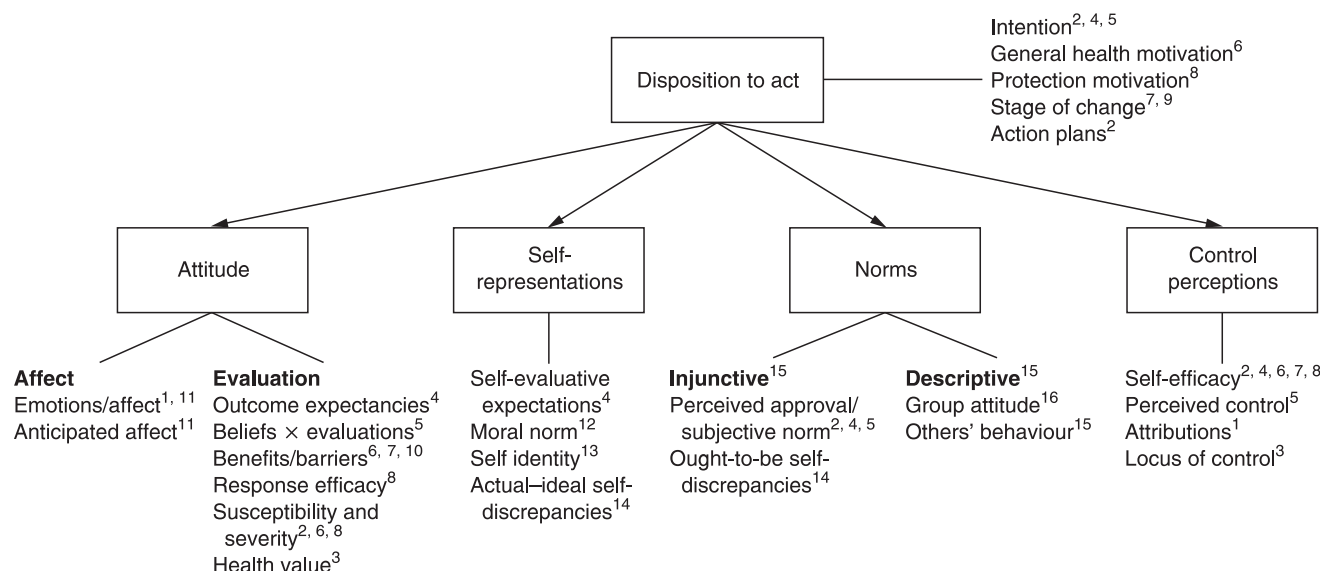 Disposition to act
Intention2, 4, 5
General health motivation6
Protection motivation8
Stage of change7, 9
Action plans2
Attitude
Self-
representations
Norms
Control
perceptions
Affect
Emotions/affect1, 11
Anticipated affect11
Evaluation
Outcome expectancies4
Beliefs × evaluations5
Benefits/barriers6, 7, 10
Response efficacy8
Susceptibility and
severity2, 6, 8
Health value3
Self-evaluative
expectations4
Moral norm12
Self identity13
Actual–ideal self-
discrepancies14
Injunctive15
Perceived approval/
subjective norm2, 4, 5
Ought-to-be self-
discrepancies14
Descriptive15
Group attitude16
Others' behaviour15
Self-efficacy2, 4, 6, 7, 8
Perceived control5
Attributions1
Locus of control3